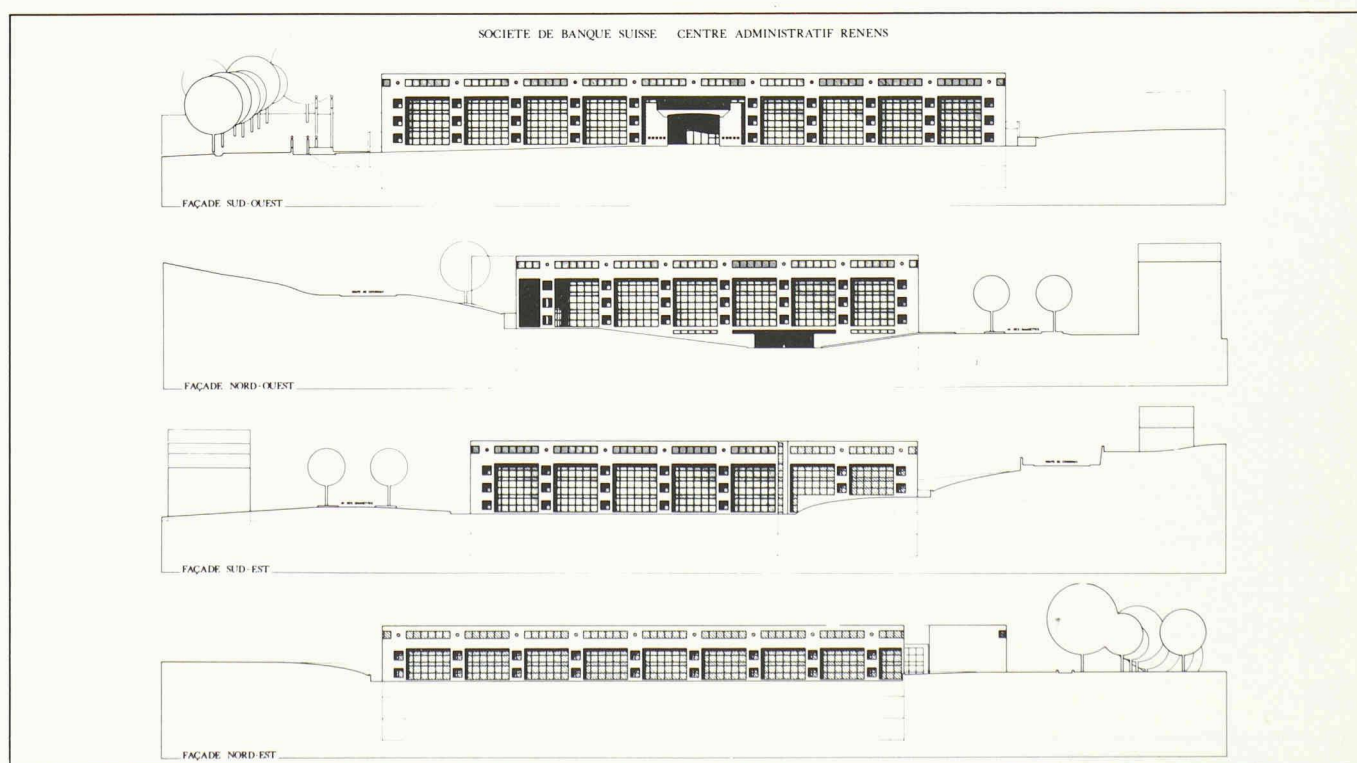 SOCIETE DE BANQUE SUISSE CENTRE ADMINISTRATIF RENENS
FAÇADE SUD-OUEST
FAÇADE NORD-OUEST
FAÇADE SUD-EST
FAÇADE NORD-EST